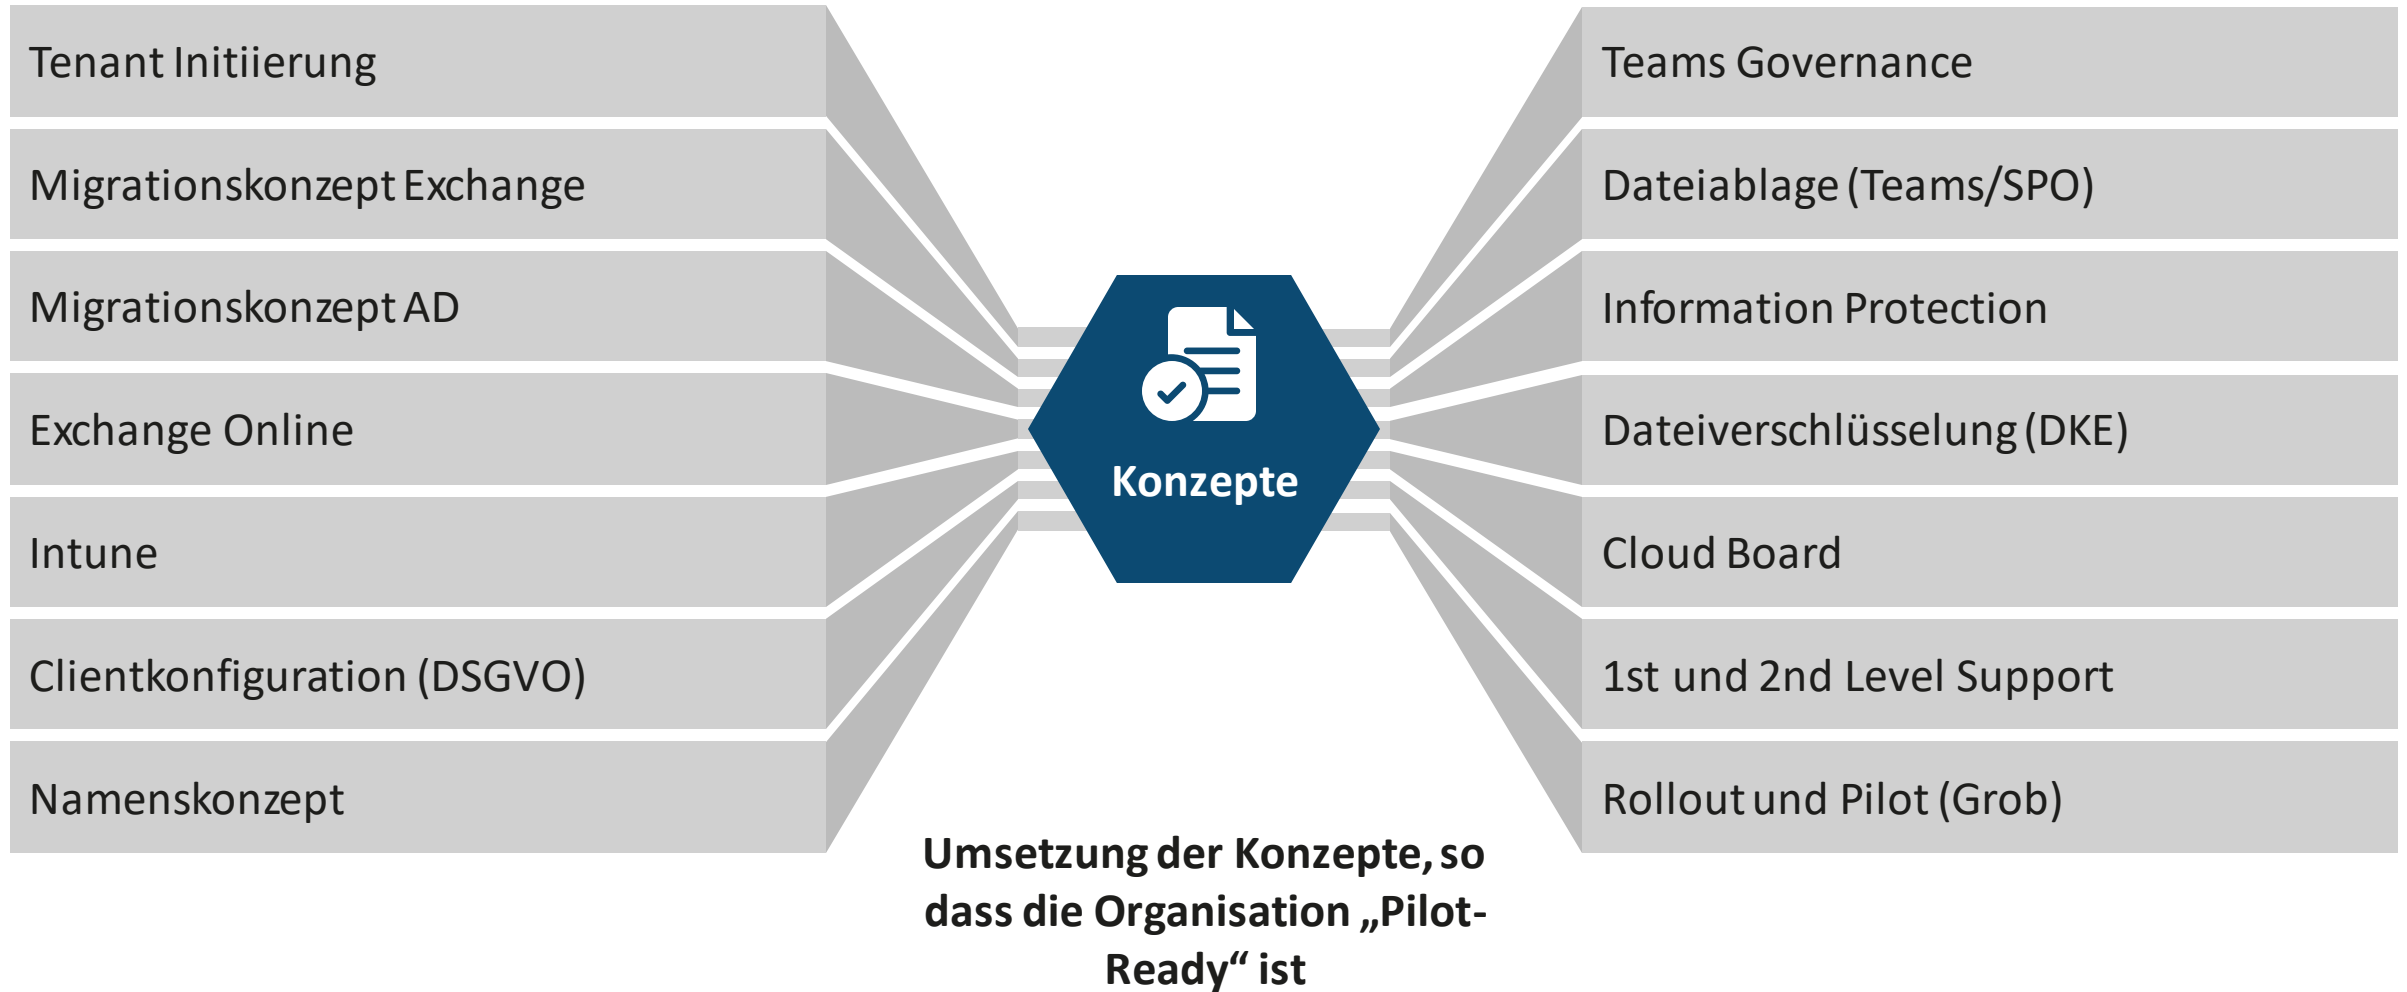 Tenant Initiierung
Migrationskonzept Exchange
Migrationskonzept AD
Exchange Online
Intune
Clientkonfiguration (DSGVO)
Namenskonzept
Konzepte
Umsetzung der Konzepte, so
dass die Organisation „Pilot-
Ready“ ist
Teams Governance
Dateiablage (Teams/SPO)
Information Protection
Dateiverschlüsselung (DKE)
Cloud Board
1st und 2nd Level Support
Rollout und Pilot (Grob)